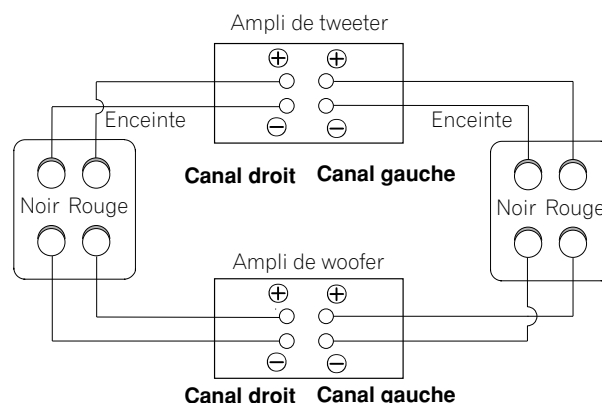 Ampli de tweeter
Enceinte
Enceinte
Canal droit Canal gauche
Noir Rouge
Noir Rouge
Ampli de woofer
Canal droit Canal gauche